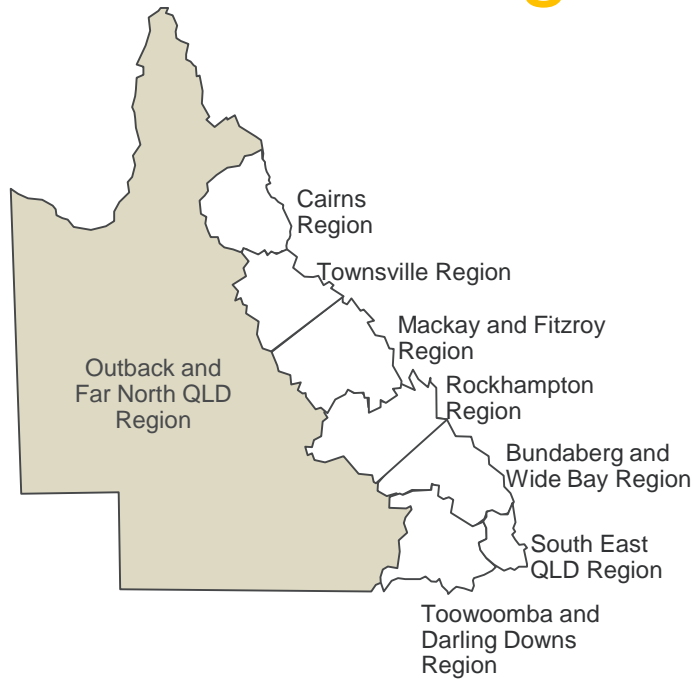 Cairns
Region
Townsville Region
Mackay and Fitzroy
Region
Outback and
Far North QLD
Region
Rockhampton
Region
Bundaberg and
Wide Bay Region
South East
QLD Region
Toowoomba and
Darling Downs
Region